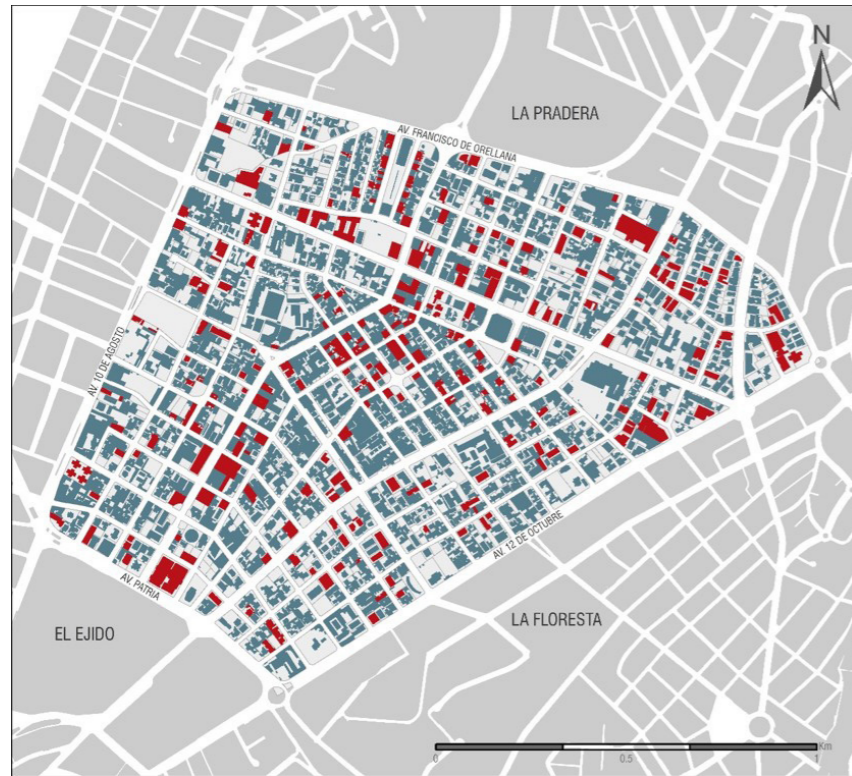 N
LA PRADERA
AV. FRANCISCO DE ORELLANA
AV. 10 DE AGOSTO
AV. 12 DE OCTUBRE
AV. PATRIA
EL EJIDO
LA FLORESTA
Km
0
0.5
1